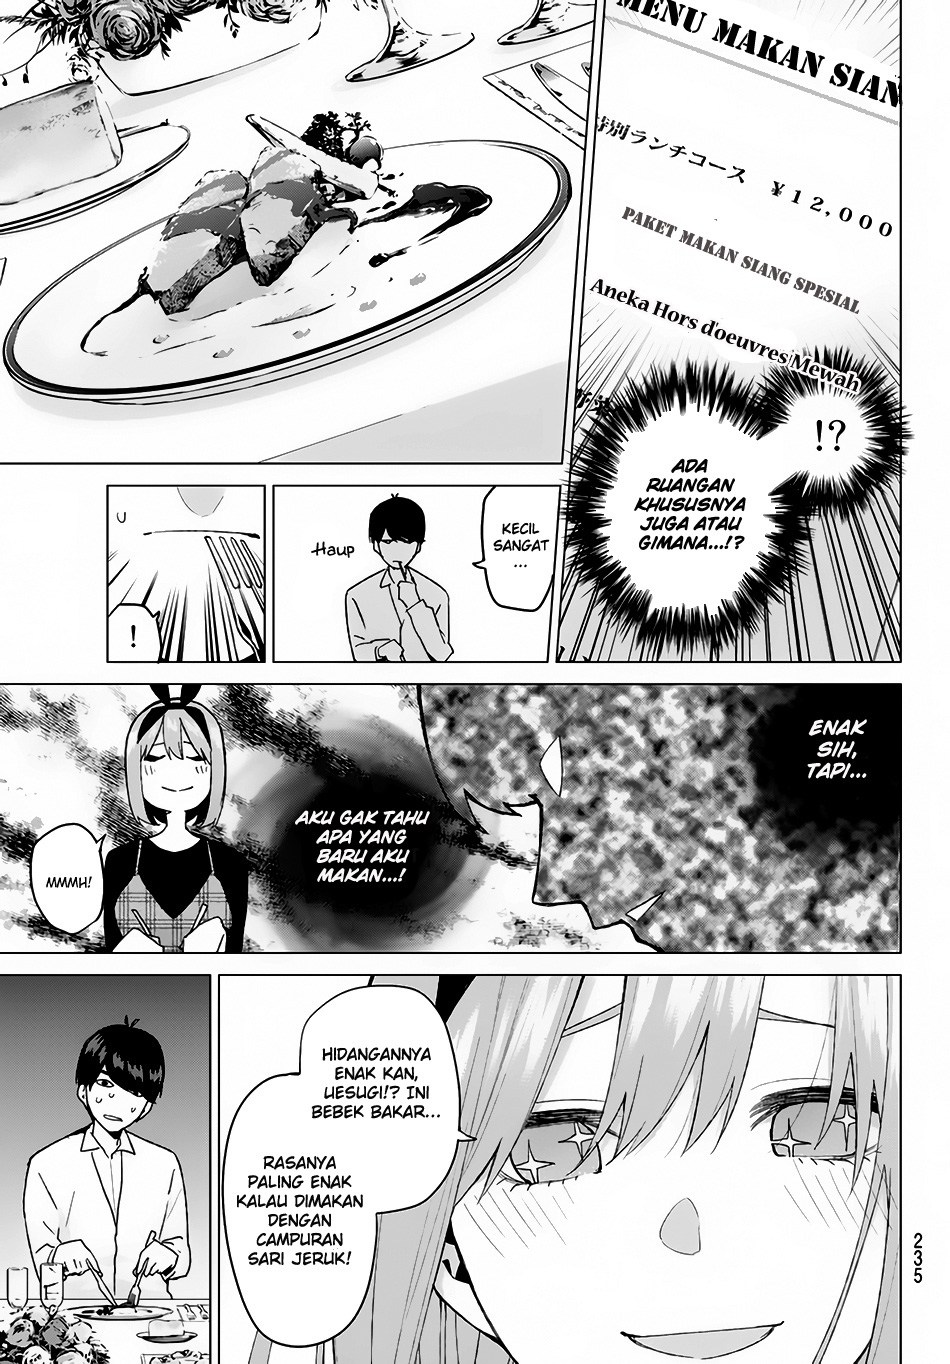 MENU MAKAN SIAN
特別ランチコース ¥12,000
PAKET MAKAN SIANG SPESIAL
Aneka Hors d'oeuvres Mewah
!?
ADA
RUANGAN
KHUSUSNYA
JUGA ATAU
GIMANA...!?
KECIL
SANGAT
...
Haup
!
ENAK
SIH,
TAPI...
AKU GAK TAHU
APA YANG
BARU AKU
MAKAN...!
MMMH!
HIDANGANNYA
ENAK KAN,
UESUGI!? INI
BEBEK BAKAR...
RASANYA
PALING ENAK
KALAU DIMAKAN
DENGAN
CAMPURAN
SARI JERUK!
235